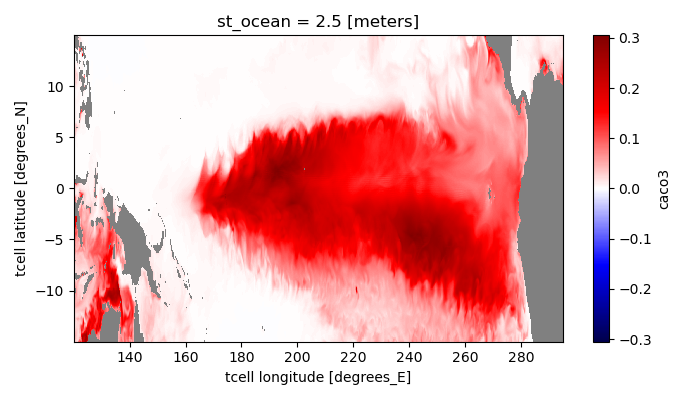 st_ocean = 2.5 [meters]
tcell latitude [degrees_N]
10
5
0
−5
−10
140 160 180 200 220 240 260 280
tcell longitude [degrees_E]
0.3
0.2
0.1
0.0
−0.1
−0.2
−0.3
caco3